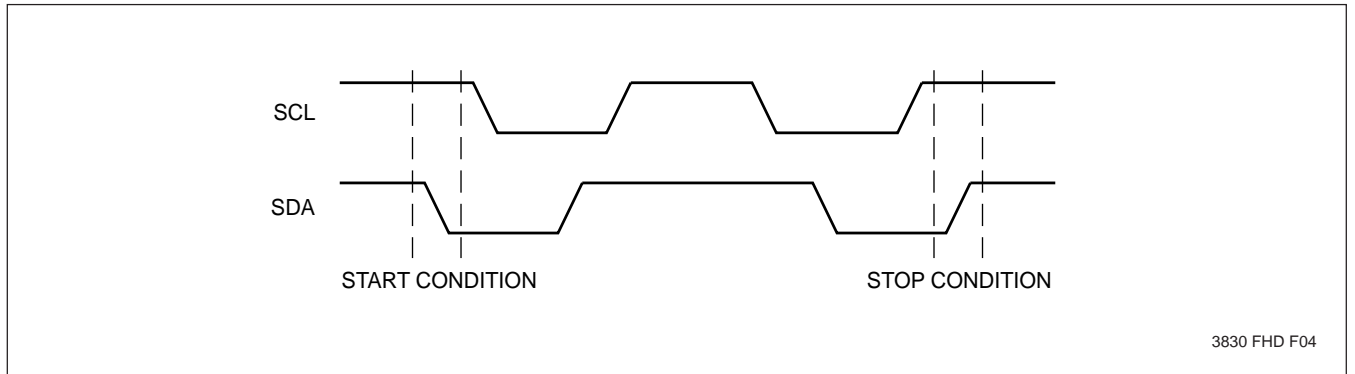 SCL
SDA
START CONDITION
STOP CONDITION
3830 FHD F04